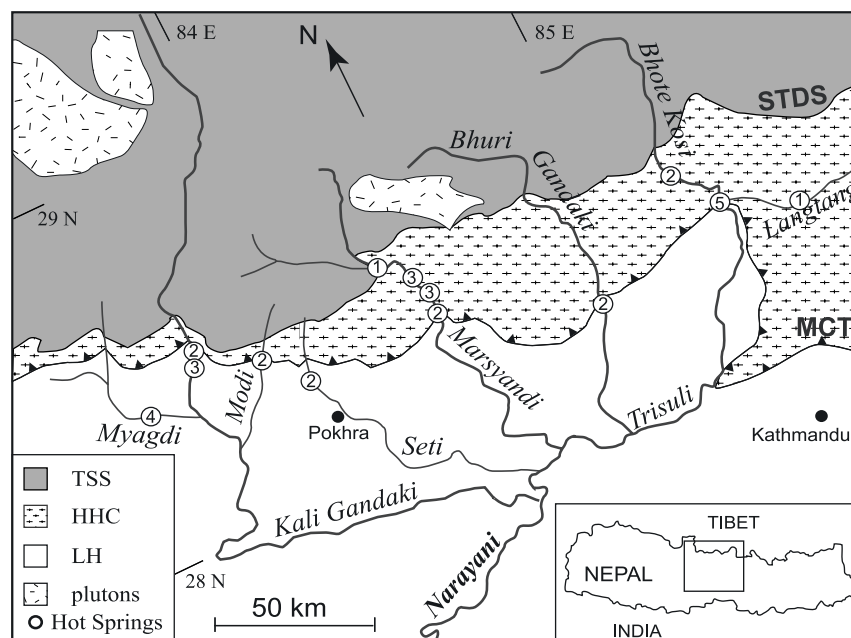 84 E
85 E
N
STDS
Bhote Kosi
Bhuri
Gandaki
2
5
1
Langtang
29 N
1
3
3
2
2
MCT
2
3
2
2
Marsyandi
Modi
4
Myagdi
Pokhra
Seti
Trisuli
Kathmandu
TSS
HHC
LH
plutons
Hot Springs
Kali Gandaki
28 N
50 km
Narayani
TIBET
NEPAL
INDIA